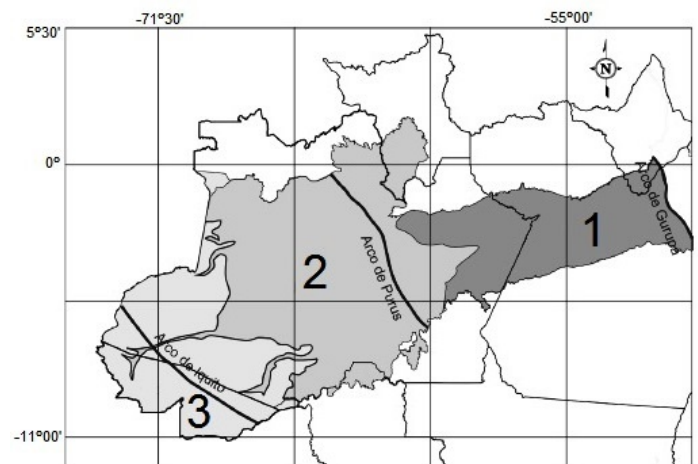 -71°30'
-55°00'
5°30'
N
0°
Arco de Gurupá
1
Arco de Purus
2
Arco de Iquito
3
-11°00'